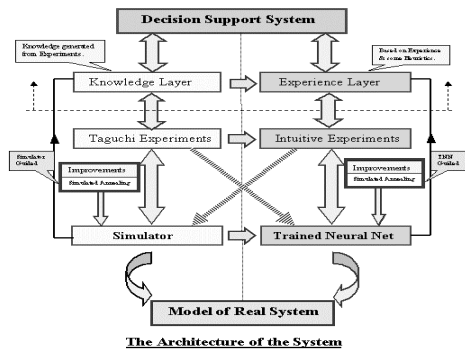 Decision Support System
Knowledge generated
from Experiments.
Based on Experience
& some Heuristics.
Knowledge Layer
Experience Layer
Taguchi Experiments
Intuitive Experiments
Simulator
Guided
TNN
Guided
Improvements
Simulated Annealing
Improvements
Simulated Annealing
Simulator
Trained Neural Net
Model of Real System
The Architecture of the System